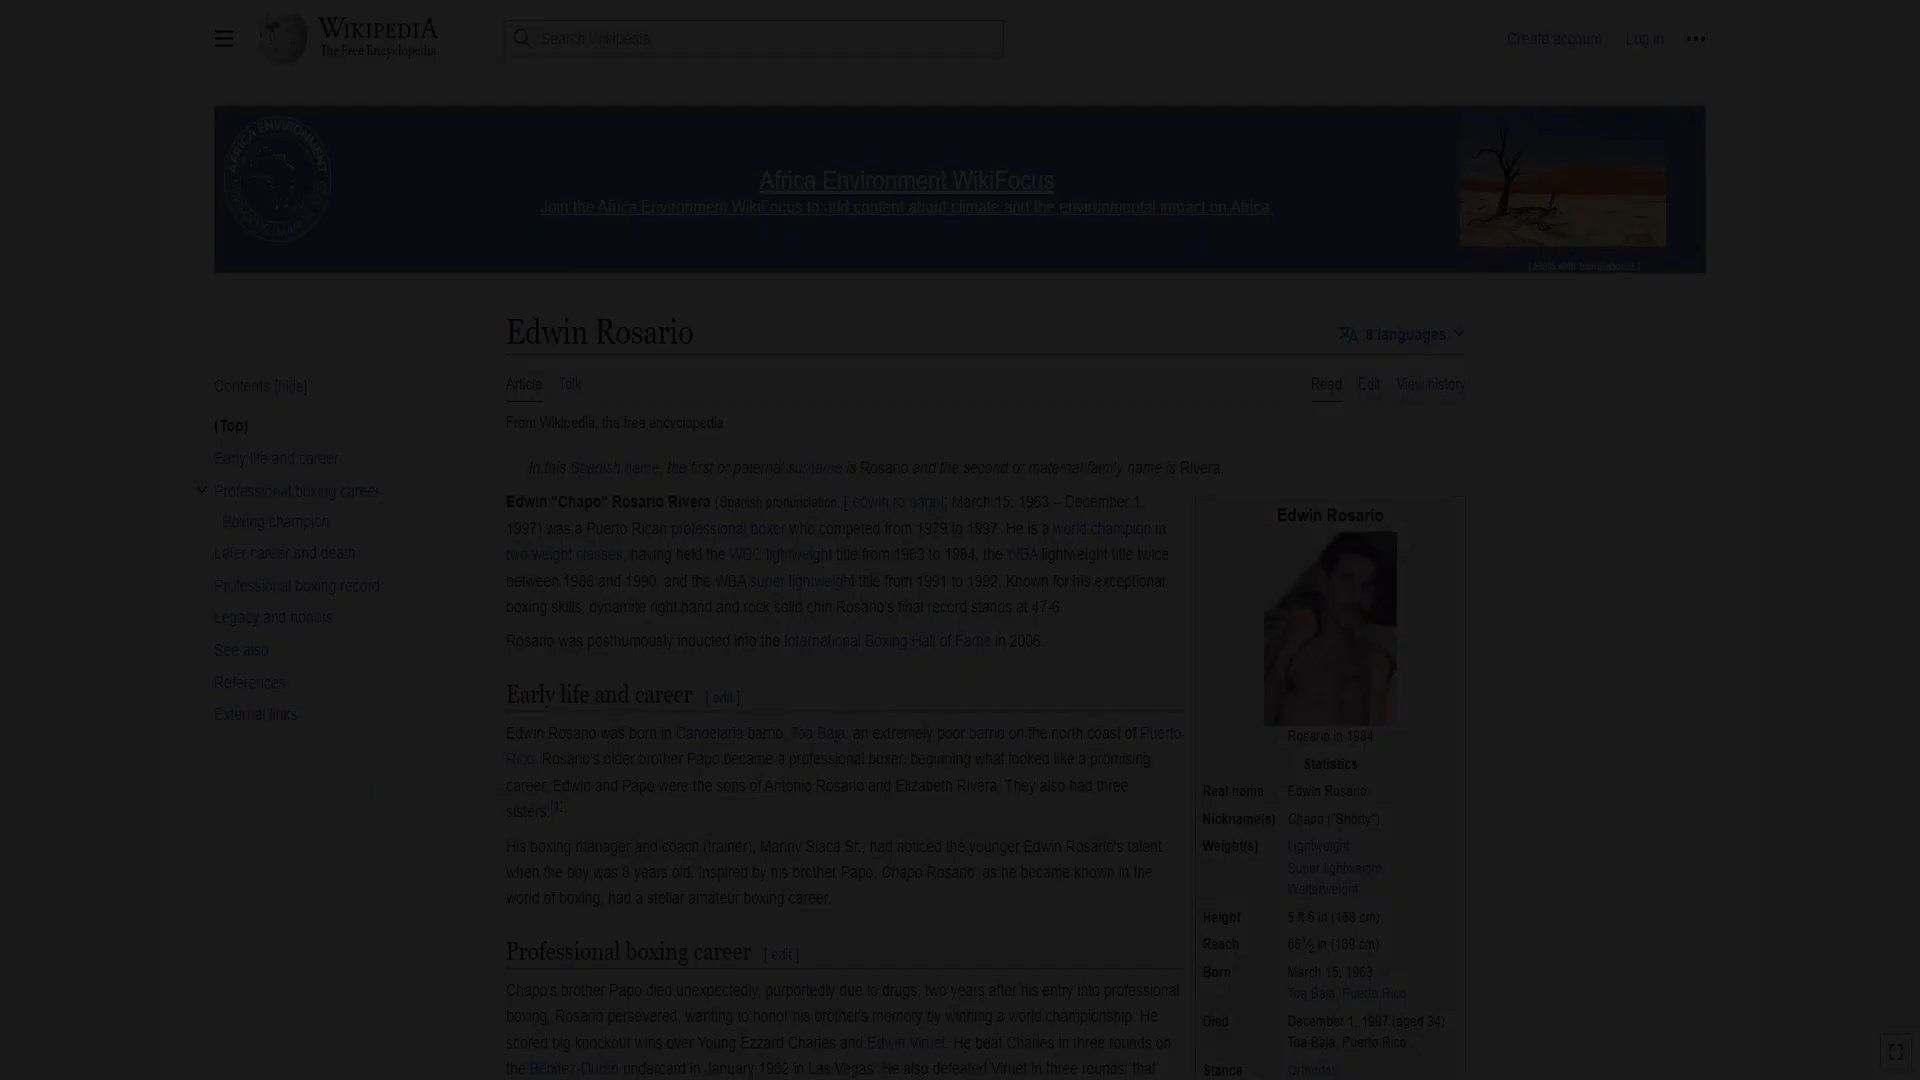 WIKIPEDIA
The Free Encyclopedia
Search Wikipedia
Create account
Log in
Africa Environment WikiFocus
Join the Africa Environment WikiFocus to add content about climate and the environmental impact on Africa.
[ Help with translations! ]
Edwin Rosario
8 languages
Contents [hide]
(Top)
Early life and career
Professional boxing career
Boxing champion
Later career and death
Professional boxing record
Legacy and honors
See also
References
External links
Article Talk
Read Edit View history
From Wikipedia, the free encyclopedia
In this Spanish name, the first or paternal surname is Rosario and the second or maternal family name is Rivera.
Edwin "Chapo" Rosario Rivera (Spanish pronunciation: March 15, 1963 – December 1,
1997) was a Puerto Rican professional boxer who competed from 1979 to 1997. He is a world champion in
two weight classes, having held the WBC lightweight title from 1983 to 1984, the WBA lightweight title twice
between 1986 and 1990, and the WBA super lightweight title from 1991 to 1992. Known for his exceptional
boxing skills, dynamite right hand and rock solid chin Rosario's final record stands at 47-6
Rosario was posthumously inducted into the International Boxing Hall of Fame in 2006.
Early life and career [ edit ]
Edwin Rosario was born in Candelaria barrio, Toa Baja, an extremely poor barrio on the north coast of Puerto
Rico. Rosario's older brother Papo became a professional boxer, beginning what looked like a promising
career. Edwin and Papo were the sons of Antonio Rosario and Elizabeth Rivera. They also had three
sisters.[1]
His boxing manager and coach (trainer), Manny Siaca Sr., had noticed the younger Edwin Rosario's talent
when the boy was 8 years old. Inspired by his brother Papo, Chapo Rosario, as he became known in the
world of boxing, had a stellar amateur boxing career.
Professional boxing career [ edit ]
Chapo's brother Papo died unexpectedly, purportedly due to drugs, two years after his entry into professional
boxing. Rosario persevered, wanting to honor his brother's memory by winning a world championship. He
scored big knockout wins over Young Ezzard Charles and Edwin Viruet. He beat Charles in three rounds on
the Benítez-Durán undercard in January 1982 in Las Vegas. He also defeated Viruet in three rounds; that
Edwin Rosario
Rosario in 1984
Statistics
Real name Edwin Rosario
Nickname(s) Chapo ("Shorty")
Weight(s) Lightweight
Super lightweight
Welterweight
Height 5 ft 6 in (168 cm)
Reach 66½ in (169 cm)
Born March 15, 1963
Toa Baja, Puerto Rico
Died December 1, 1997 (aged 34)
Toa Baja, Puerto Rico
Stance Orthodox